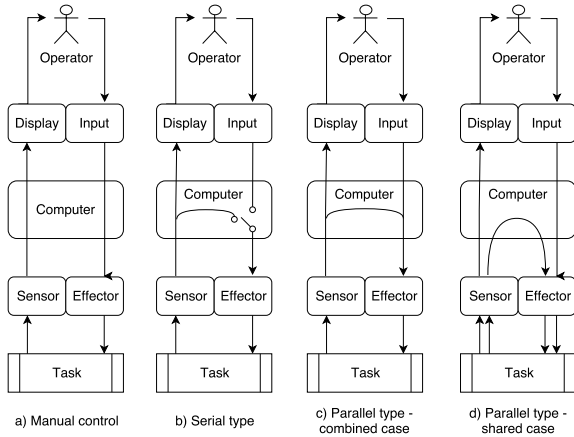 Operator Operator Operator Operator
Display Input Display Input Display Input Display Input
Computer Computer Computer Computer
Sensor Effector Sensor Effector Sensor Effector Sensor Effector
Task Task Task Task
a) Manual control b) Serial type c) Parallel type - d) Parallel type -
combined case shared case